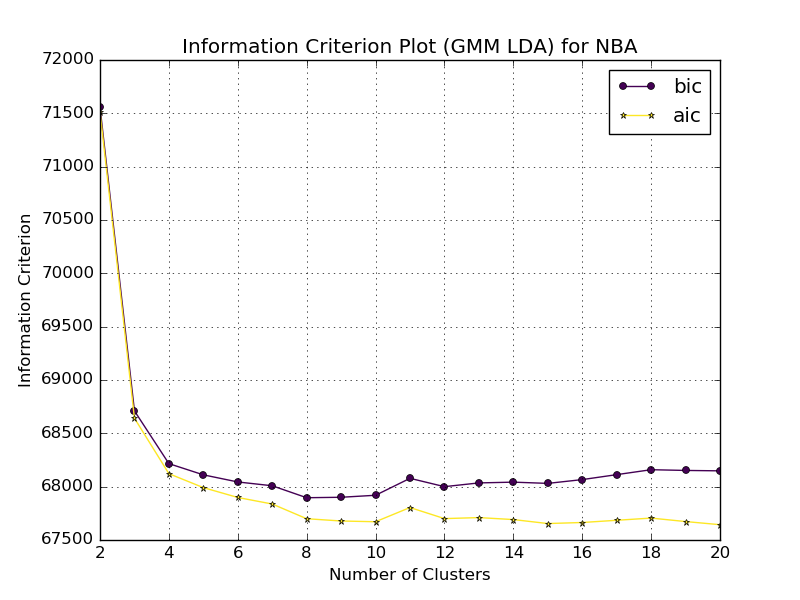 Information Criterion Plot (GMM LDA) for NBA
72000
71500
71000
70500
70000
69500
69000
68500
68000
67500
Information Criterion
bic
aic
2 4 6 8 10 12 14 16 18 20
Number of Clusters